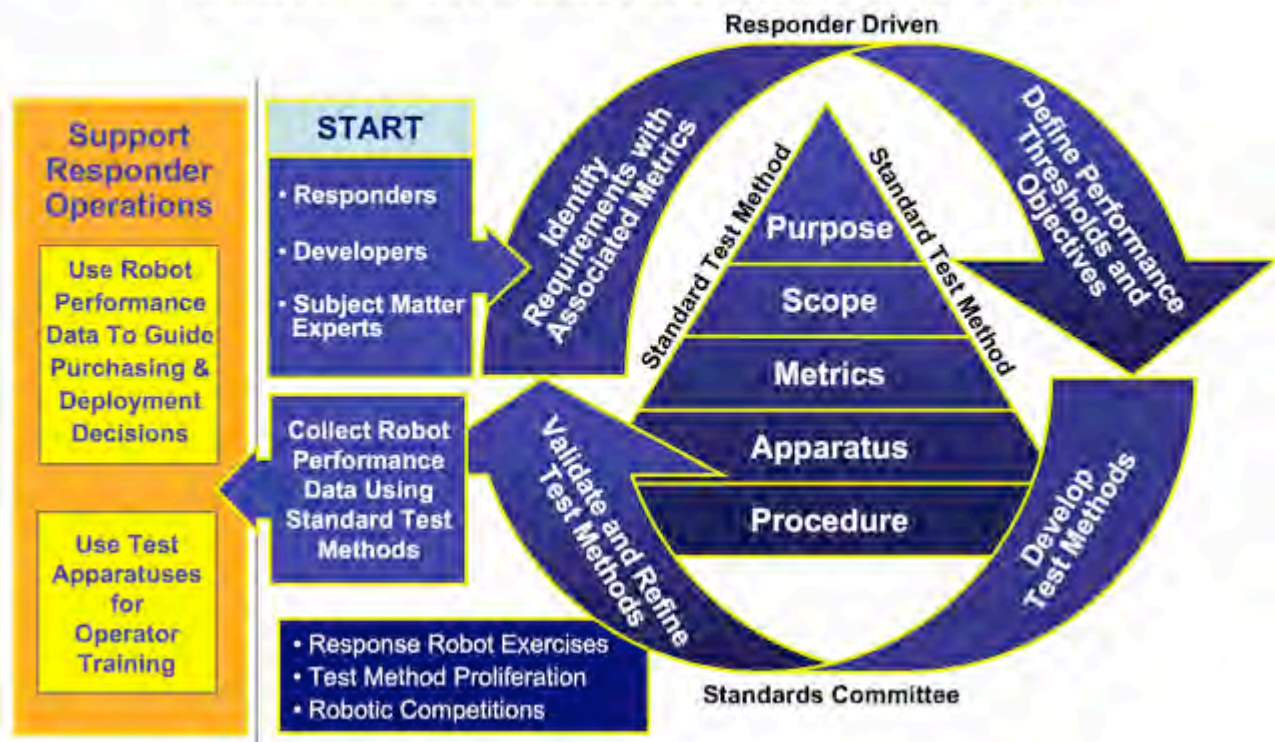 Responder Driven
Support
Responder
Operations
Use Robot
Performance
Data To Guide
Purchasing &
Deployment
Decisions
Use Test
Apparatuses
for
Operator
Training
START
• Responders
• Developers
• Subject Matter
Experts
Collect Robot
Performance
Data Using
Standard Test
Methods
• Response Robot Exercises
• Test Method Proliferation
• Robotic Competitions
Identify
Requirements with
Associated Metrics
Define Performance
Thresholds and
Objectives
Develop
Test Methods
Validate and Refine
Test Methods
Standard Test Method
Standard Test Method
Purpose
Scope
Metrics
Apparatus
Procedure
Standards Committee